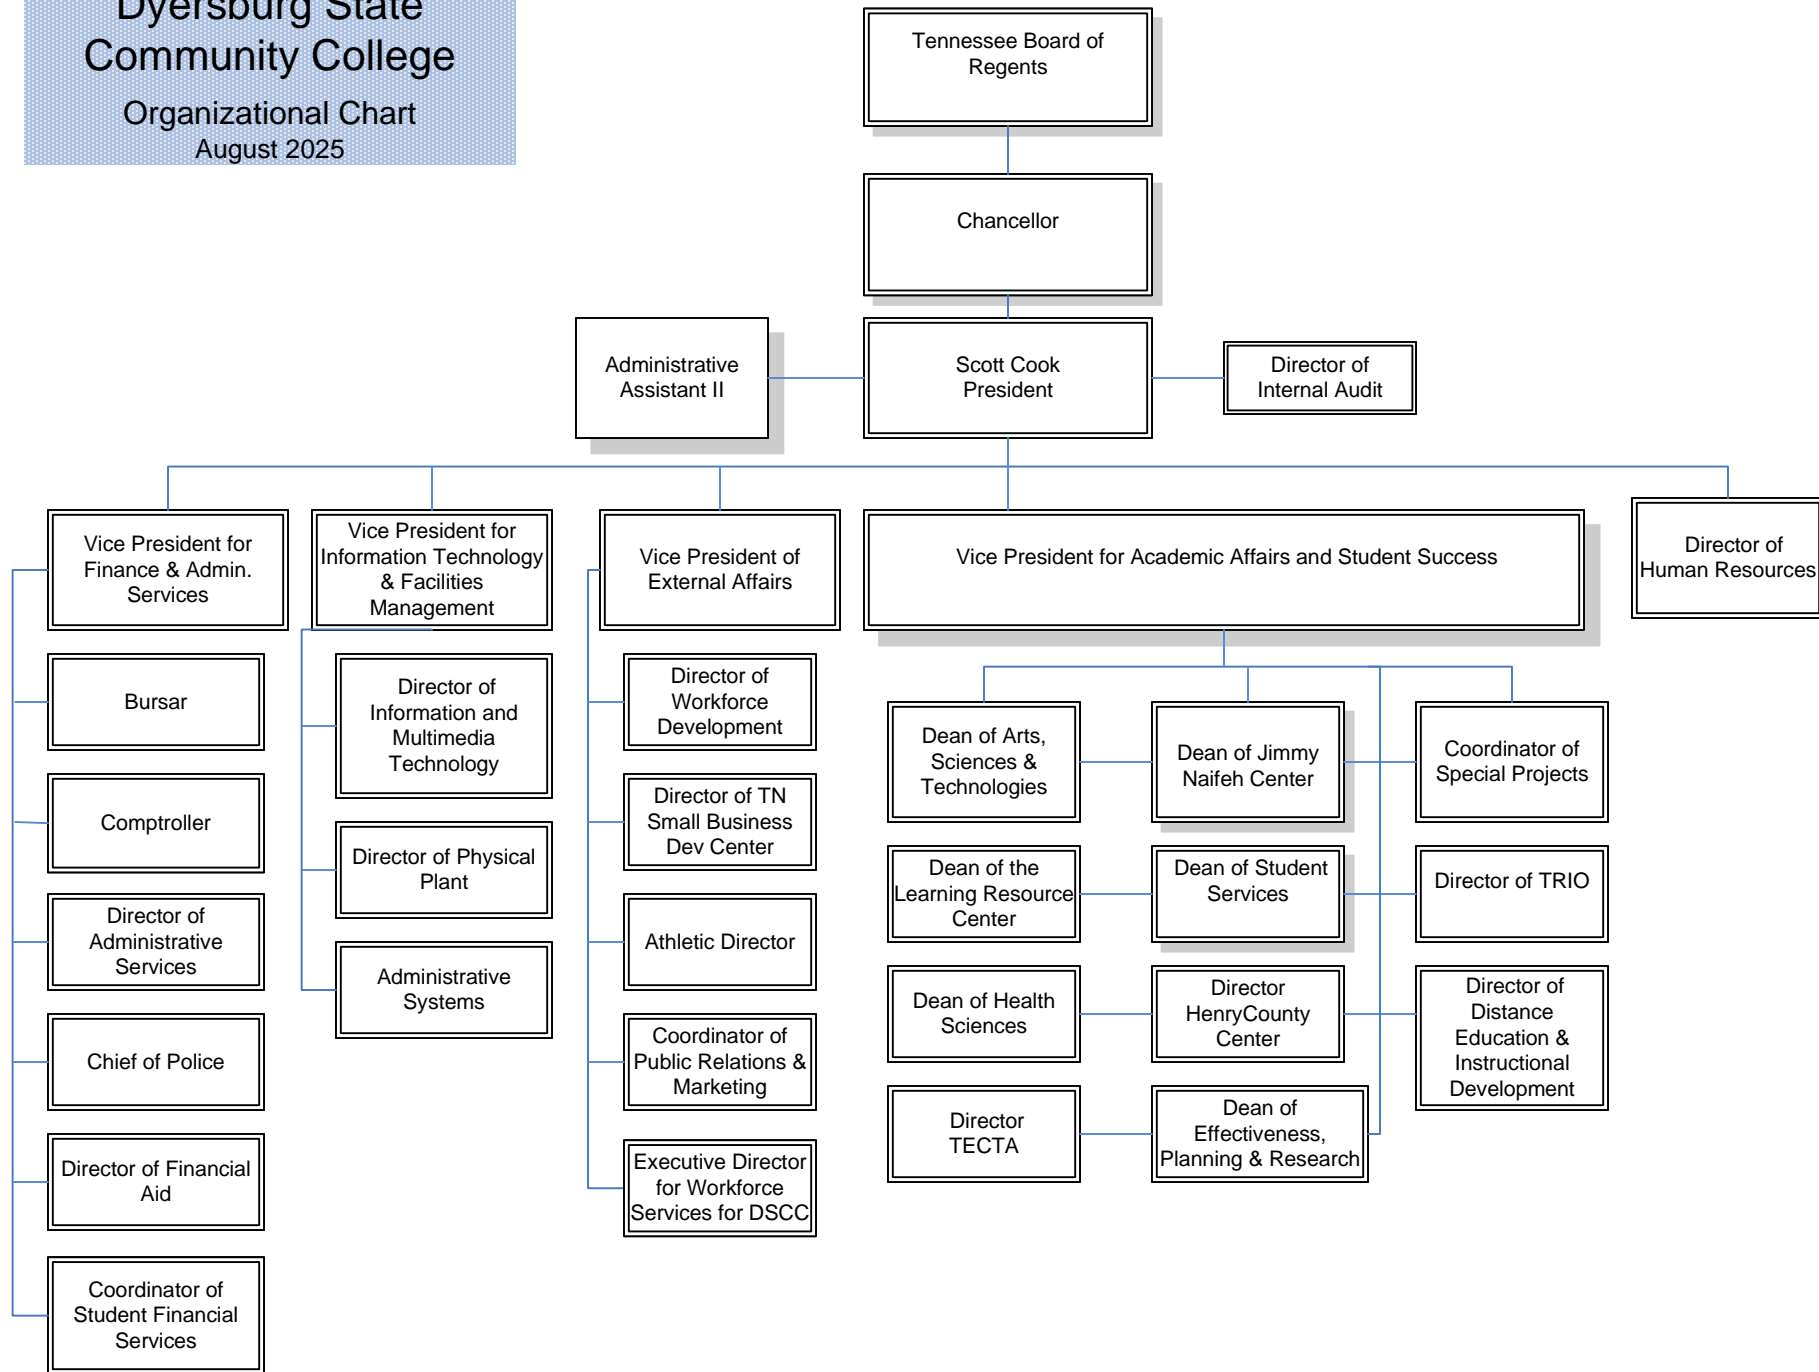 Dyersburg State
Community College
Organizational Chart
August 2025
Tennessee Board of
Regents
Chancellor
Administrative
Assistant II
Scott Cook
President
Director of
Internal Audit
Vice President for
Finance & Admin.
Services
Vice President for
Information Technology
& Facilities
Management
Vice President of
External Affairs
Vice President for Academic Affairs and Student Success
Director of
Human Resources
Bursar
Comptroller
Director of
Administrative
Services
Chief of Police
Director of Financial
Aid
Coordinator of
Student Financial
Services
Director of
Information and
Multimedia
Technology
Director of Physical
Plant
Administrative
Systems
Director of
Workforce
Development
Director of TN
Small Business
Dev Center
Athletic Director
Coordinator of
Public Relations &
Marketing
Executive Director
for Workforce
Services for DSCC
Dean of Arts,
Sciences &
Technologies
Dean of Jimmy
Naifeh Center
Coordinator of
Special Projects
Dean of the
Learning Resource
Center
Dean of Student
Services
Director of TRIO
Dean of Health
Sciences
Director
HenryCounty
Center
Director of
Distance
Education &
Instructional
Development
Director
TECTA
Dean of
Effectiveness,
Planning & Research